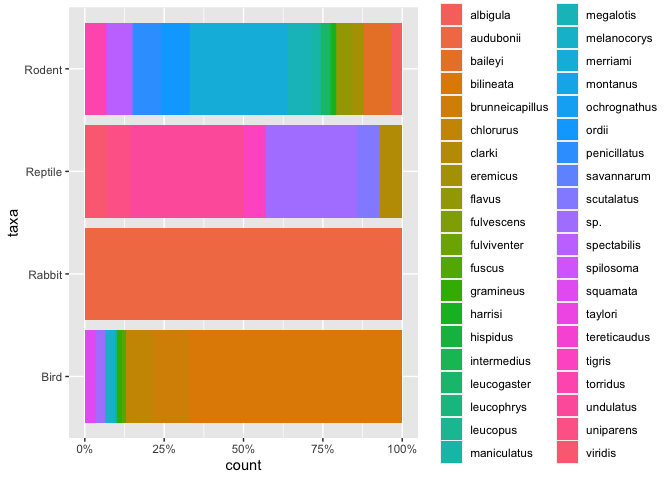 taxa
Rodent
Reptile
Rabbit
Bird
0%
25%
50%
75%
100%
count
albigula
audubonii
baileyi
bilineata
brunneicapillus
chlorurus
clarki
eremicus
flavus
fulvescens
fulviventer
fuscus
gramineus
harrisi
hispidus
intermedius
leucogaster
leucophrys
leucopus
maniculatus
megalotis
melanocorys
merriami
montanus
ochrognathus
ordii
penicillatus
savannarum
scutalatus
sp.
spectabilis
spilosoma
squamata
taylori
tereticaudus
tigris
torridus
undulatus
uniparens
viridis